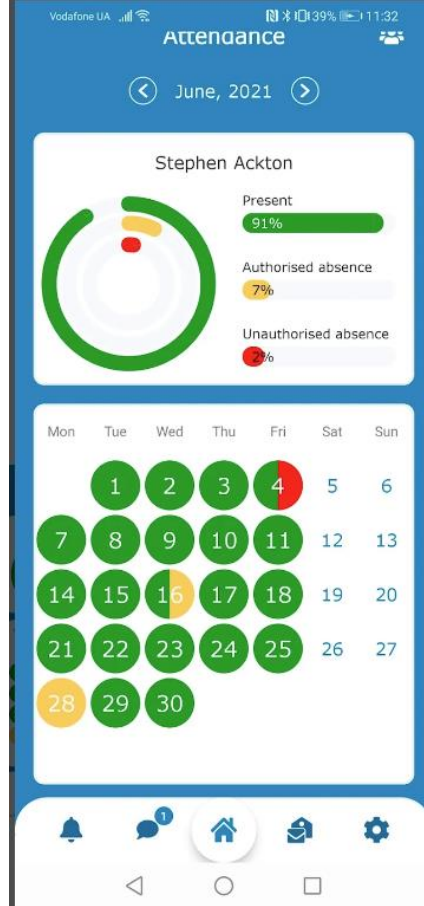 Vodafone UA 39% 11:32
Attendance
June, 2021
Stephen Ackton
Present
91%
Authorised absence
7%
Unauthorised absence
2%
Mon Tue Wed Thu Fri Sat Sun
1 2 3 4 5 6
7 8 9 10 11 12 13
14 15 16 17 18 19 20
21 22 23 24 25 26 27
28 29 30
1